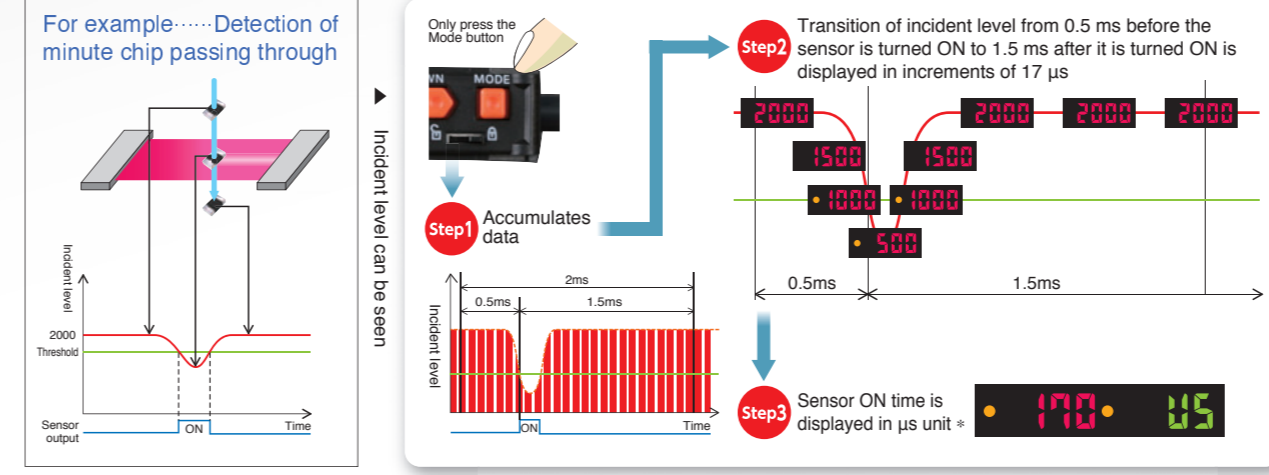 For example······Detection of
minute chip passing through
Incident level
2000
Threshold
Sensor
output
ON
Time
Incident level can be seen
Only press the
Mode button
WN
MODE
Step1
Accumulates
data
2ms
0.5ms
1.5ms
Incident level
ON
Time
Step2
Transition of incident level from 0.5 ms before the
sensor is turned ON to 1.5 ms after it is turned ON is
displayed in increments of 17 μs
2000
2000
2000
2000
1500
1500
1000
1000
500
0.5ms
1.5ms
Step3
Sensor ON time is
displayed in μs unit *
170
US